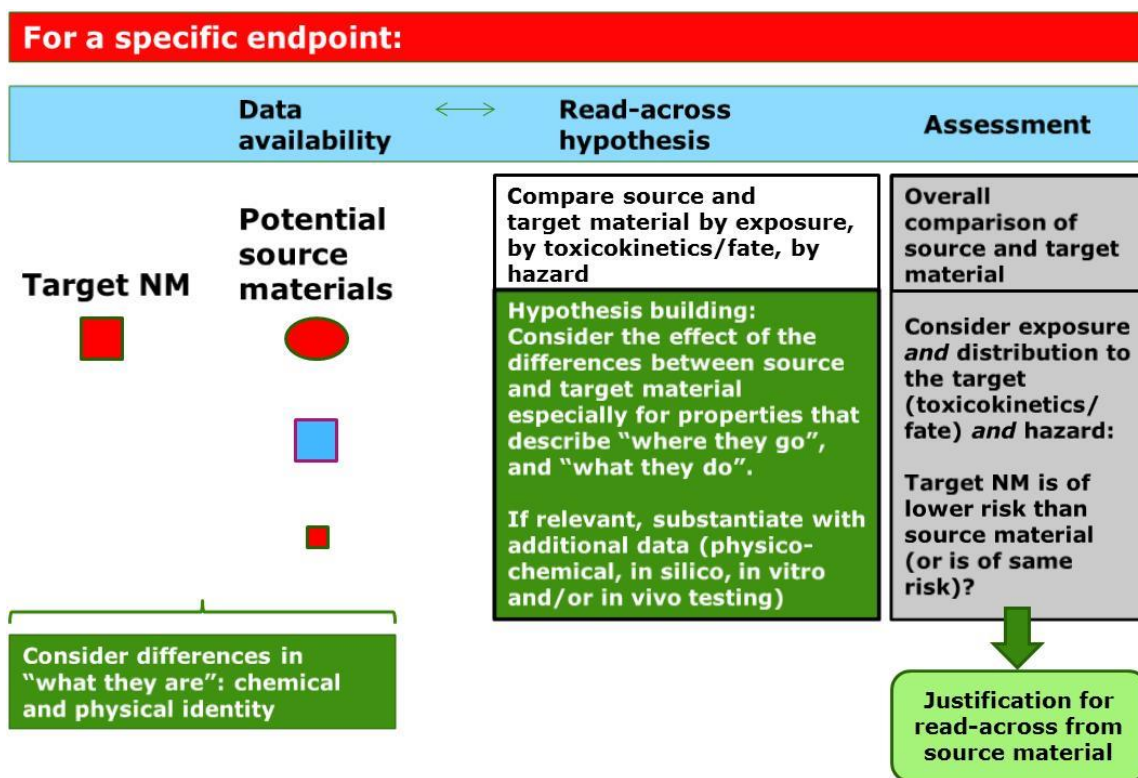 For a specific endpoint:
Data
availability
Read-across
hypothesis
Assessment
Target NM
Potential
source
materials
Consider differences in
“what they are”: chemical
and physical identity
Compare source and
target material by exposure,
by toxicokinetics/fate, by
hazard
Hypothesis building:
Consider the effect of the
differences between source
and target material
especially for properties that
describe “where they go”,
and “what they do”.
If relevant, substantiate with
additional data (physico-
chemical, in silico, in vitro
and/or in vivo testing)
Overall
comparison of
source and target
material
Consider exposure
and distribution to
the target
(toxicokinetics/
fate) and hazard:
Target NM is of
lower risk than
source material
(or is of same
risk)?
Justification for
read-across from
source material